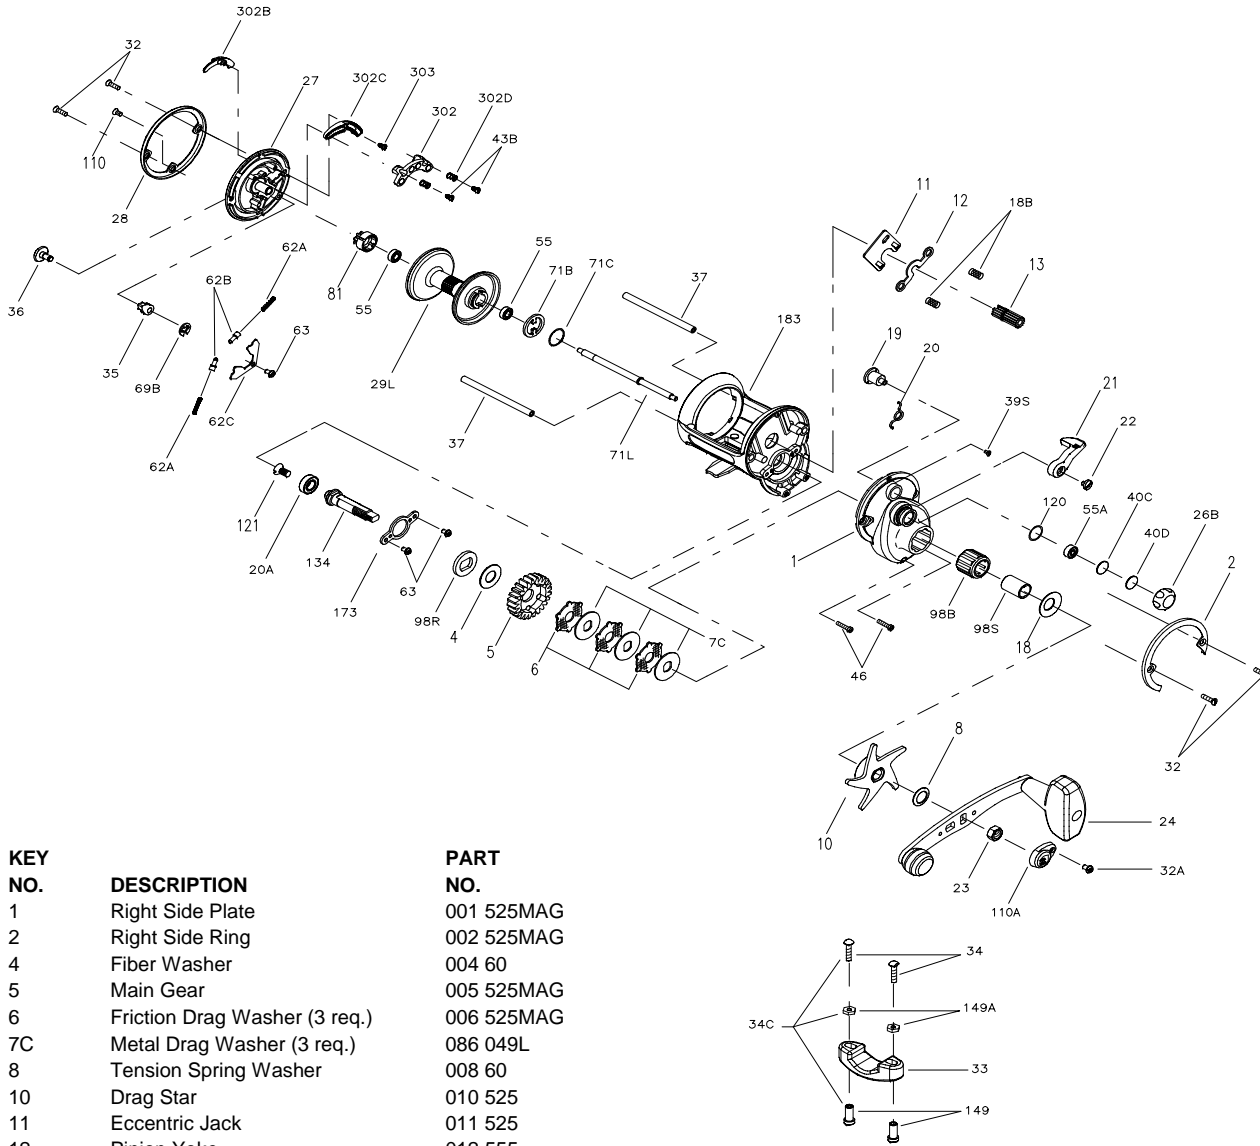 302B
32
27
302C
303
302
302D
43B
110
28
11
12
18B
13
36
62A
62B
81
55
55
71B
71C
37
183
19
20
21
22
39S
35
69B
63
62C
62A
29L
37
71L
121
20A
134
173
63
98R
4
5
6
7C
1
120
55A
40C
40D
26B
2
98B
98S
18
46
32
8
10
24
23
110A
32A
34
34C
149A
33
149
KEY
NO. DESCRIPTION PART NO.
1 Right Side Plate 001 525MAG
2 Right Side Ring 002 525MAG
4 Fiber Washer 004 60
5 Main Gear 005 525MAG
6 Friction Drag Washer (3 req.) 006 525MAG
7C Metal Drag Washer (3 req.) 086 049L
8 Tension Spring Washer 008 60
10 Drag Star 010 525
11 Eccentric Jack 011 525